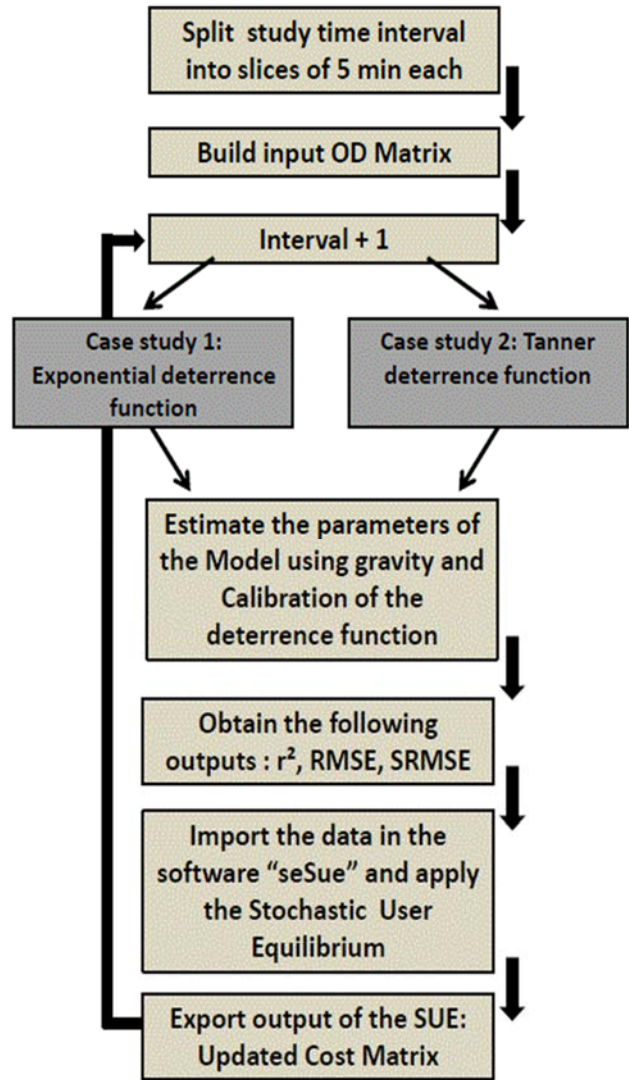 Split study time interval
into slices of 5 min each
Build input OD Matrix
Interval + 1
Case study 1:
Exponential deterrence
function
Case study 2: Tanner
deterrence function
Estimate the parameters of
the Model using gravity and
Calibration of the
deterrence function
Obtain the following
outputs : r², RMSE, SRMSE
Import the data in the
software “seSue” and apply
the Stochastic User
Equilibrium
Export output of the SUE:
Updated Cost Matrix